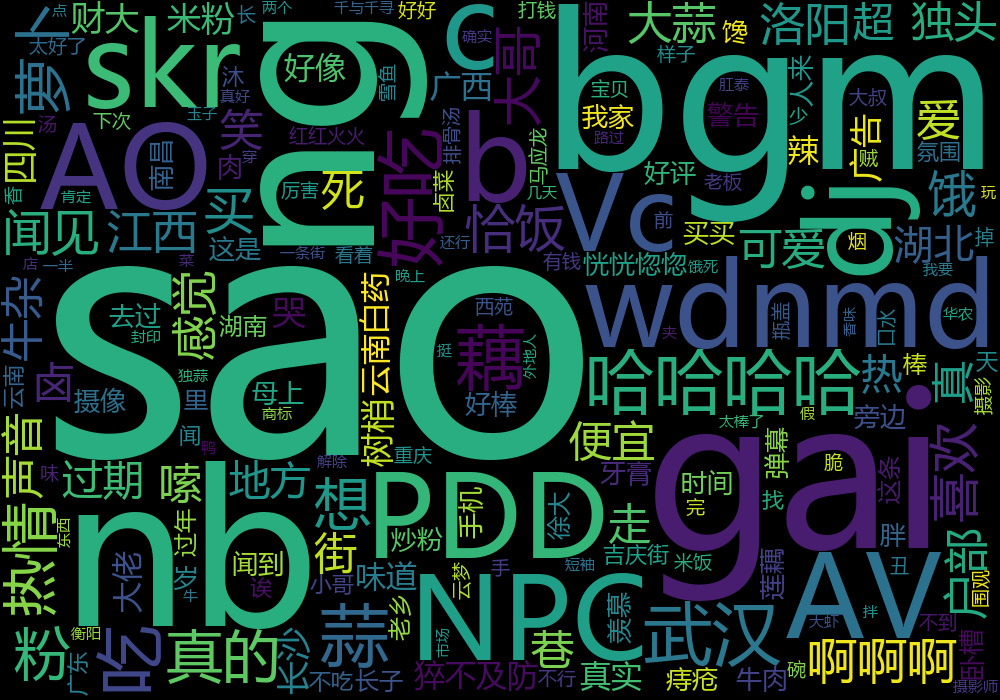 卜
点
财大
米粉
长
两个
千与千寻
好好
打钱
c
确实
大哥
河南
大蒜
馋
洛阳
超
独头
太好了
skr
ng
样子
bgm
萝
沐
好像
雪鱼
广西
宝贝
肛泰
大叔
少人来
真好
我家
警告
广告
爱
汤
玉子
下次
红红火火
排骨汤
路过
辣
贼
氛围
四川
AO
笑
b
南昌
肉
穿
厉害
死
好吃
卤菜
马应龙
好评
老板
dj
饿
玩
香
肯定
买
几天
恰饭
Vc
前
闻见
江西
这是
还行
买买
可爱
烟
湖北
掉
店
一半
菜
一条街
看着
有钱
恍恍惚惚
饿死
我要
牛杂
sao
晚上
wdnmd
去过
感觉
哭
西苑
瓶盖
香味
口水
华农
封印
湖南
树梢
云南白药
挺
藕
外地人
夹
云南
卤
独蒜
母上
哈哈哈哈
热
棒
真
天
摄像
里
商标
好棒
太棒了
假
旁边
摄影
声音
味
闻
鸭
解除
重庆
便宜
gai
弹幕
脆
喜欢
过期
嗦
地方
想
PDD
牙膏
时间
找
这条
热情
东西
nb
过年
街
炒粉
手机
徐大
走
完
胖
户部
大佬
岁
闻到
吉庆街
米饭
丑
牛
诶
小哥
味道
云梦
手
短袖
莲藕
围观
粉
衡阳
吃
真的
蒜
老乡
NPC
羡慕
武汉
AV
大虾
拌
不到
吐槽
广东
长沙
不吃
长子
猝不及防
市场
不行
巷
真实
痔疮
牛肉
碗
啊啊啊
摄影师